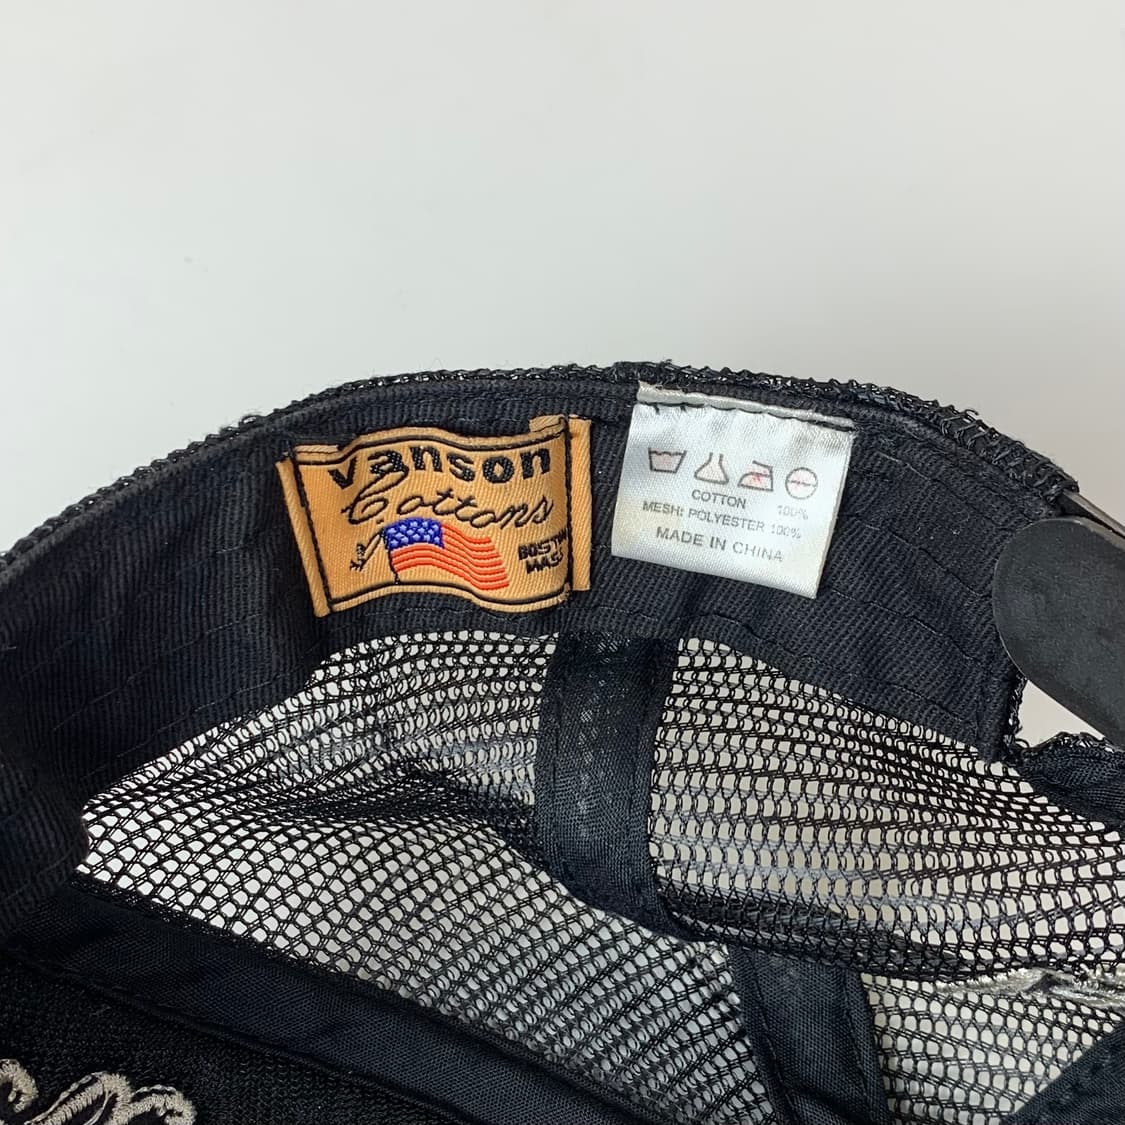 vanson
Cottons
BOSTON
MASS
COTTON 100%
MESH: POLYESTER 100%
MADE IN CHINA